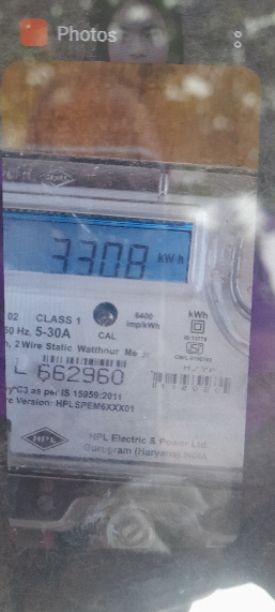 Photos
3308 kWh
02 CLASS 1
6400 imp/kWh
kWh
50 Hz, 5-30A
CAL
2 Wire Static Watthour
L 662960
as per IS 15959:2011
Version: HPLSPEM6XXX01
HPL
HPL Electric & Power Ltd.
Gurugram (Haryana) INDIA